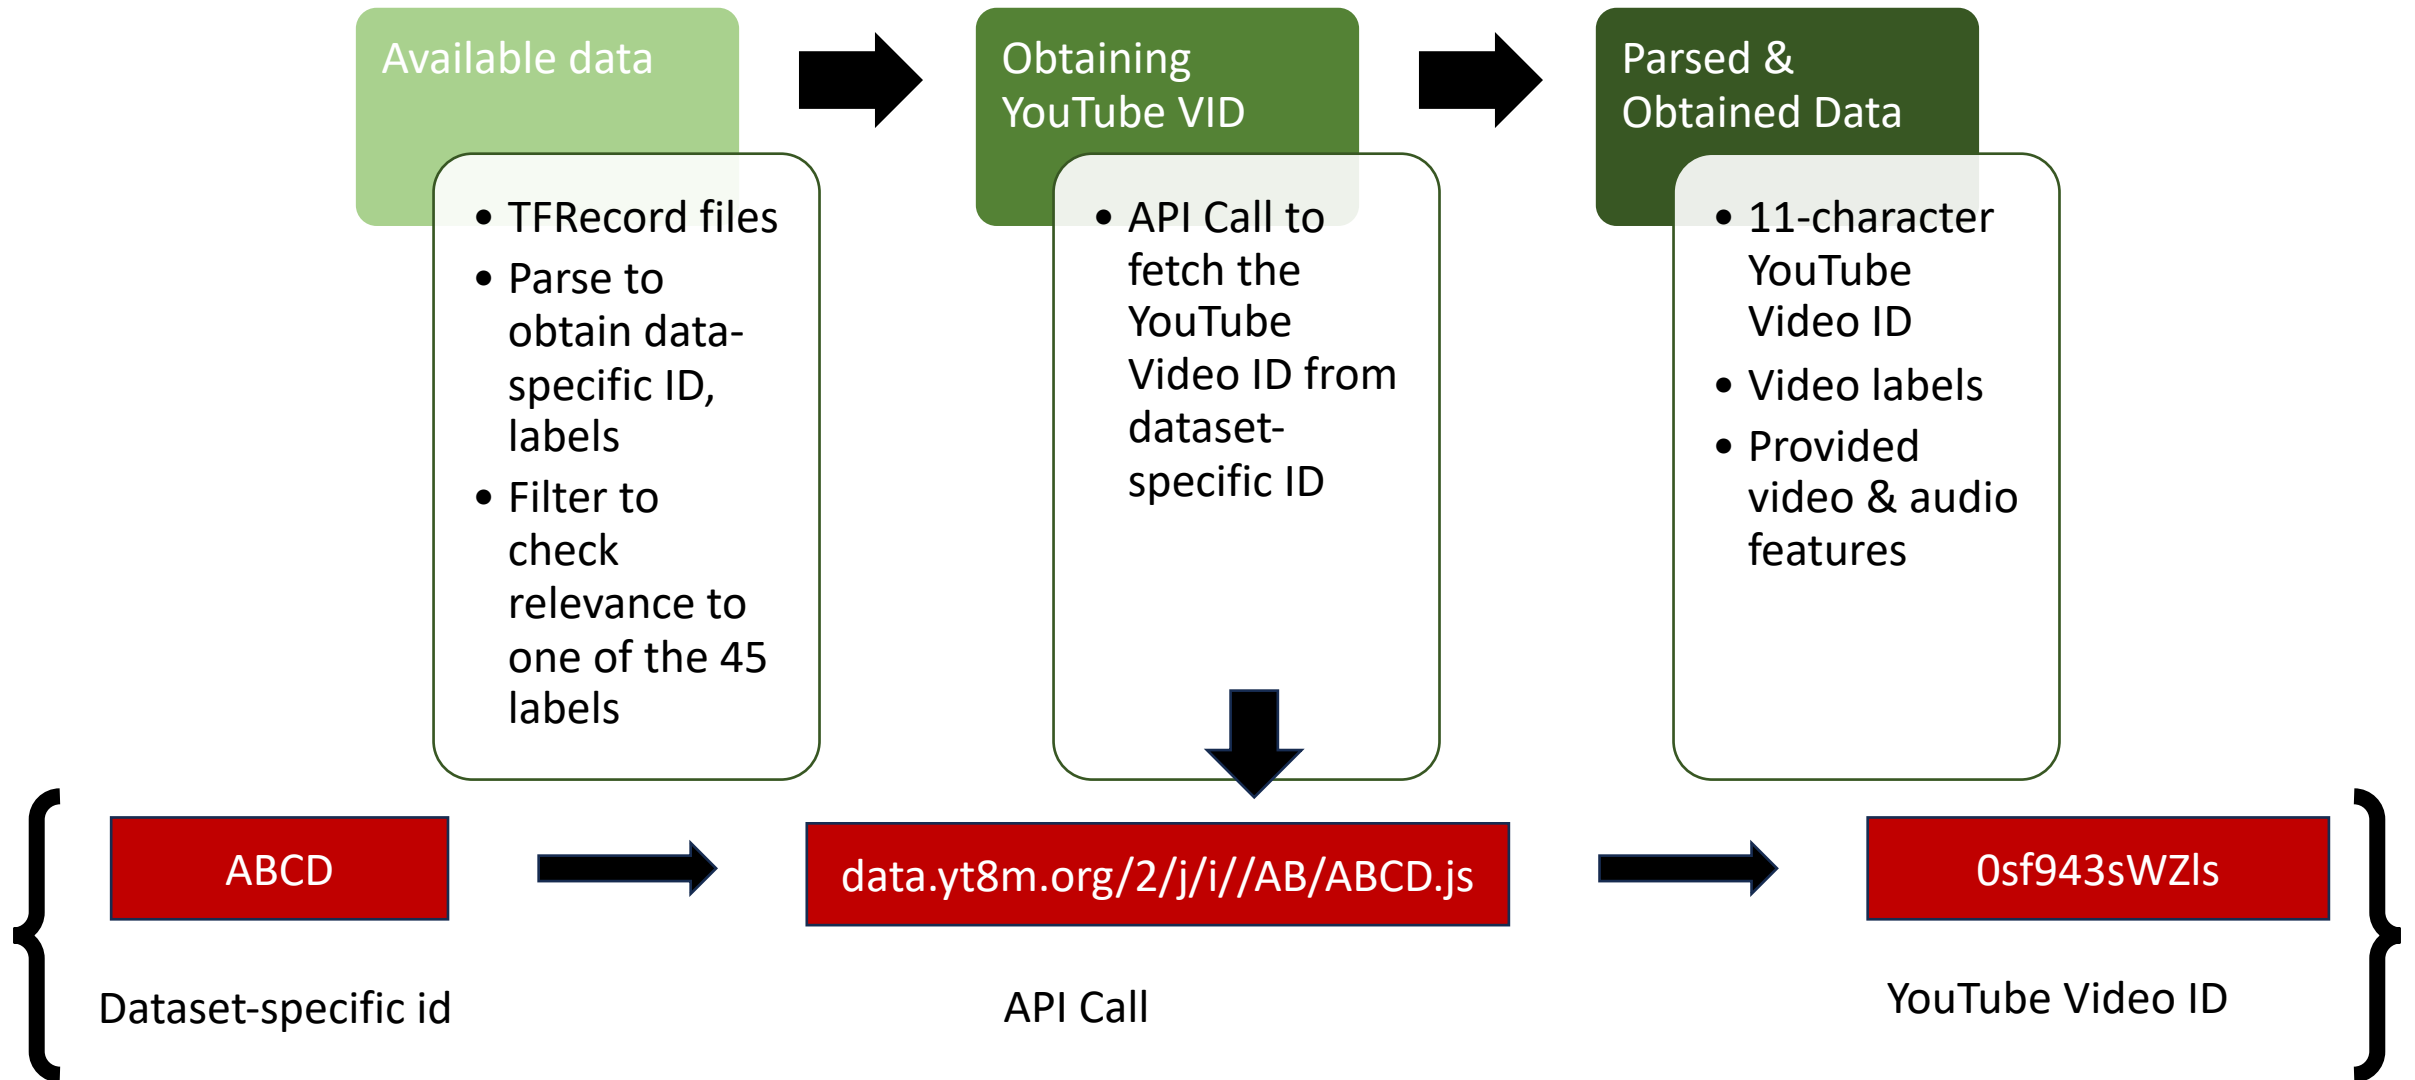 Available data
• TFRecord files
• Parse to
obtain data-
specific ID,
labels
• Filter to
check
relevance to
one of the 45
labels
Obtaining
YouTube VID
• API Call to
fetch the
YouTube
Video ID from
dataset-
specific ID
Parsed &
Obtained Data
• 11-character
YouTube
Video ID
• Video labels
• Provided
video & audio
features
ABCD
data.yt8m.org/2/j/i//AB/ABCD.js
0sf943sWZls
Dataset-specific id
API Call
YouTube Video ID